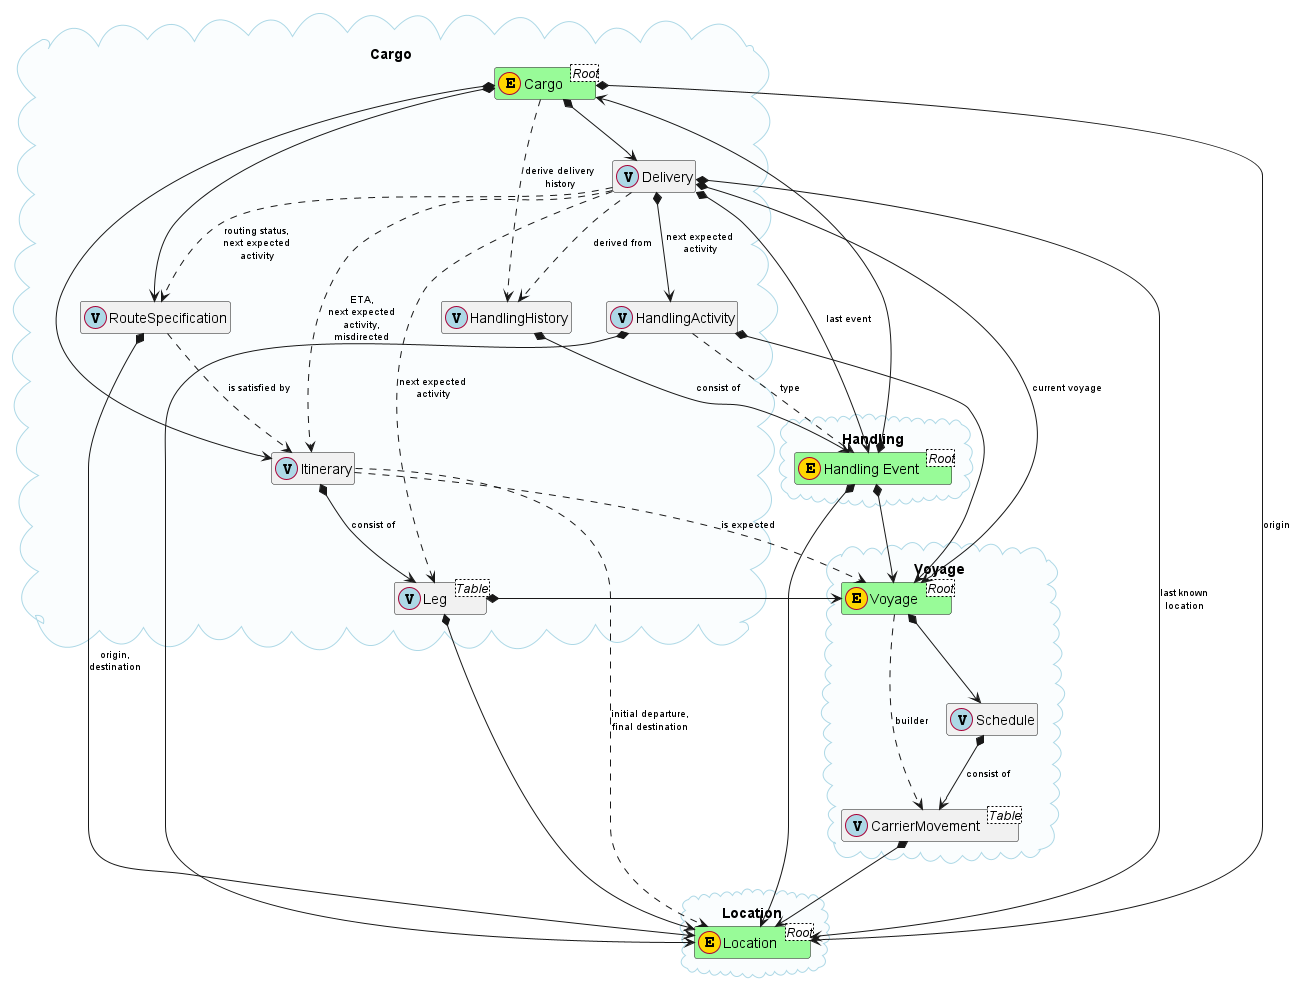 Cargo
E Cargo
Root
derive delivery
history
V Delivery
routing status,
next expected
activity
derived from
next expected
activity
ETA,
next expected
activity,
misdirected
V RouteSpecification
V HandlingHistory
V HandlingActivity
last event
is satisfied by
next expected
activity
consist of
type
current voyage
Handling
E Handling Event
Root
V Itinerary
consist of
is expected
origin
Voyage
E Voyage
Root
V Leg
Table
last known
location
origin,
destination
initial departure,
final destination
builder
V Schedule
consist of
V CarrierMovement
Table
Location
E Location
Root